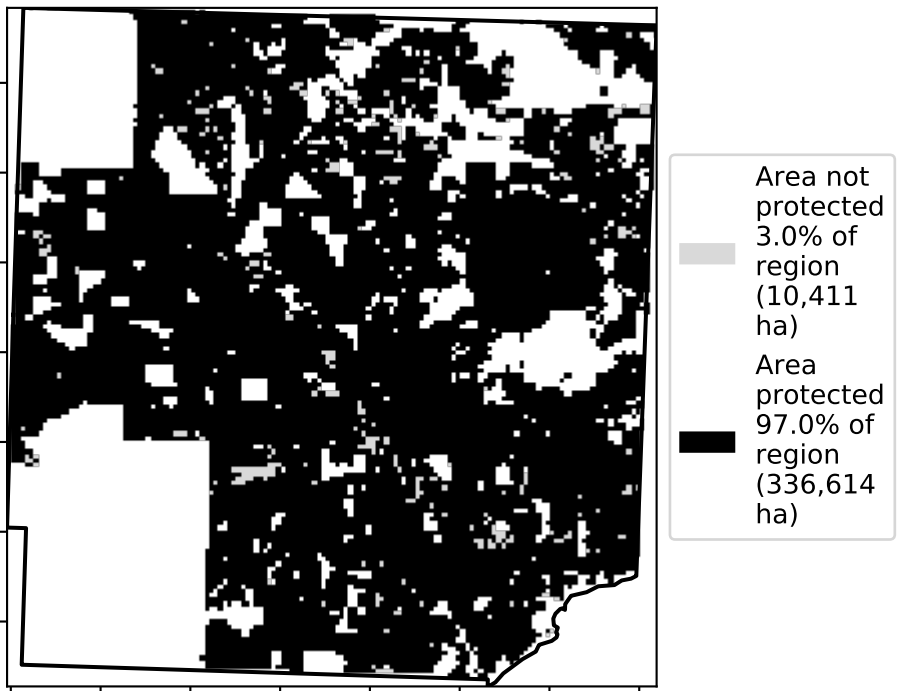 Area not
protected
3.0% of
region
(10,411
ha)
Area
protected
97.0% of
region
(336,614
ha)